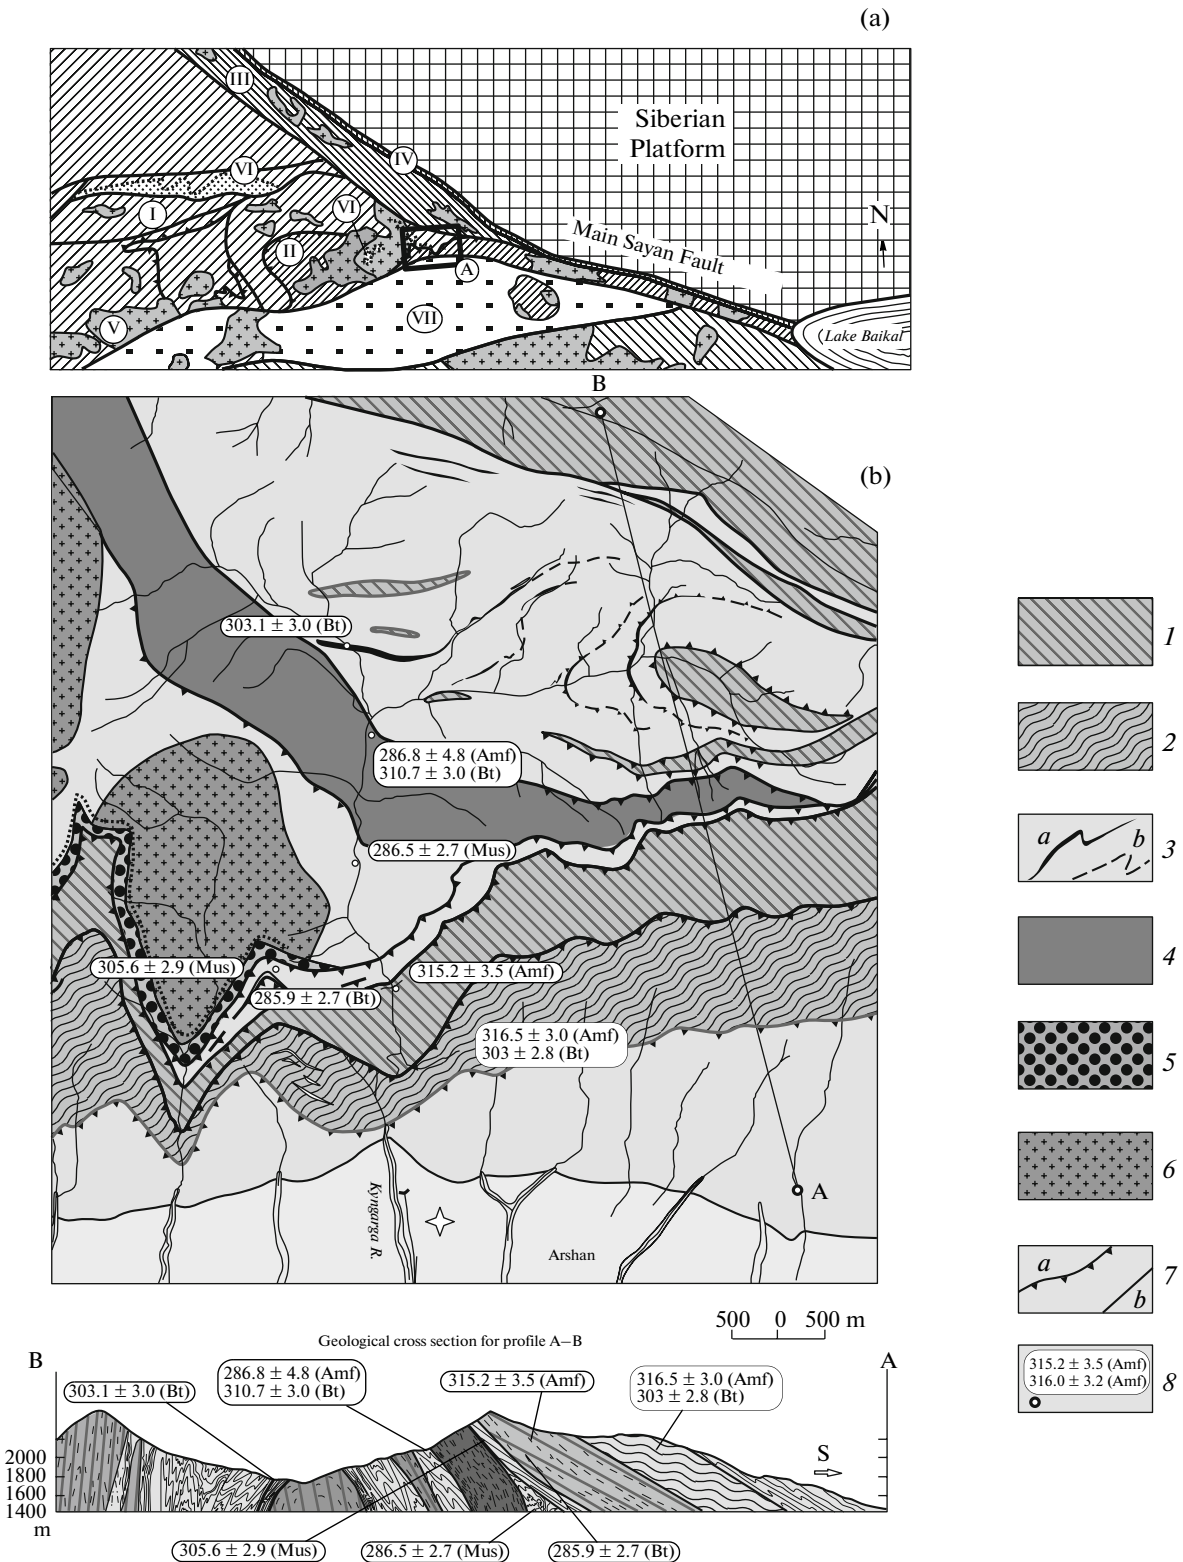 (a)
III
Siberian
Platform
IV
VI
I
VI
N
II
Main Sayan Fault
A
V
VII
Lake Baikal
B
(b)
303.1 ± 3.0 (Bt)
286.8 ± 4.8 (Amf)
310.7 ± 3.0 (Bt)
286.5 ± 2.7 (Mus)
305.6 ± 2.9 (Mus)
315.2 ± 3.5 (Amf)
285.9 ± 2.7 (Bt)
316.5 ± 3.0 (Amf)
303 ± 2.8 (Bt)
A
Kyngarga R.
Arshan
1
2
a b 3
4
5
6
a b 7
315.2 ± 3.5 (Amf)
316.0 ± 3.2 (Amf)
8
500 0 500 m
Geological cross section for profile A–B
B A
303.1 ± 3.0 (Bt)
286.8 ± 4.8 (Amf)
310.7 ± 3.0 (Bt)
315.2 ± 3.5 (Amf)
316.5 ± 3.0 (Amf)
303 ± 2.8 (Bt)
S
2000
1800
1600
1400
m
305.6 ± 2.9 (Mus)
286.5 ± 2.7 (Mus)
285.9 ± 2.7 (Bt)